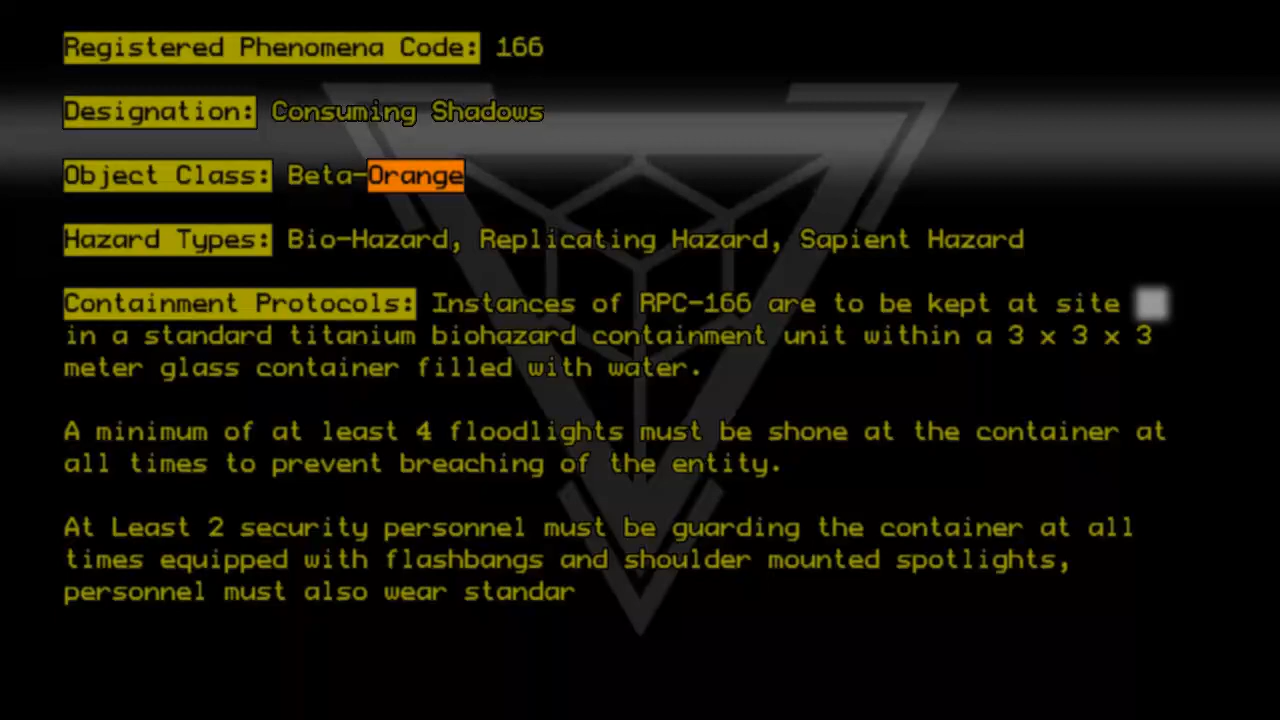 Registered Phenomena Code: 166
Designation: Consuming Shadows
Object Class: Beta-Orange
Hazard Types: Bio-Hazard, Replicating Hazard, Sapient Hazard
Containment Protocols: Instances of RPC-166 are to be kept at site
in a standard titanium biohazard containment unit within a 3 x 3 x 3
meter glass container filled with water.
A minimum of at least 4 floodlights must be shone at the container at
all times to prevent breaching of the entity.
At Least 2 security personnel must be guarding the container at all
times equipped with flashbangs and shoulder mounted spotlights,
personnel must also wear standar